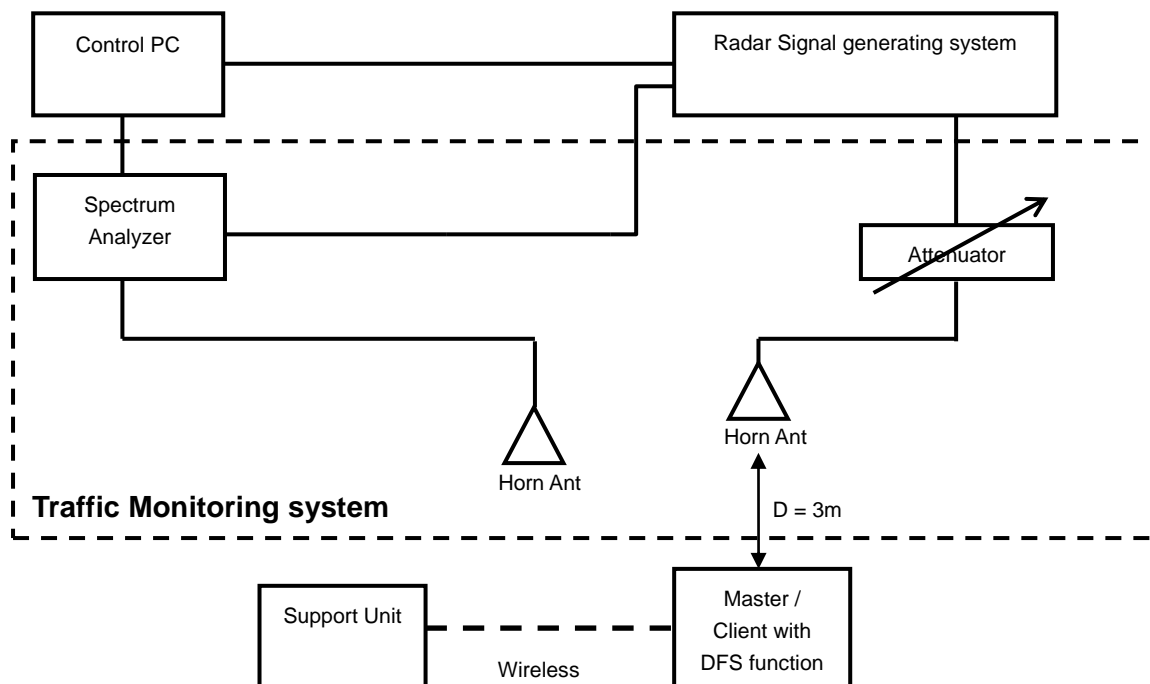 Control PC
Radar Signal generating system
Spectrum
Analyzer
Attenuator
Horn Ant
Horn Ant
Traffic Monitoring system
D = 3m
Support Unit
Wireless
Master /
Client with
DFS function